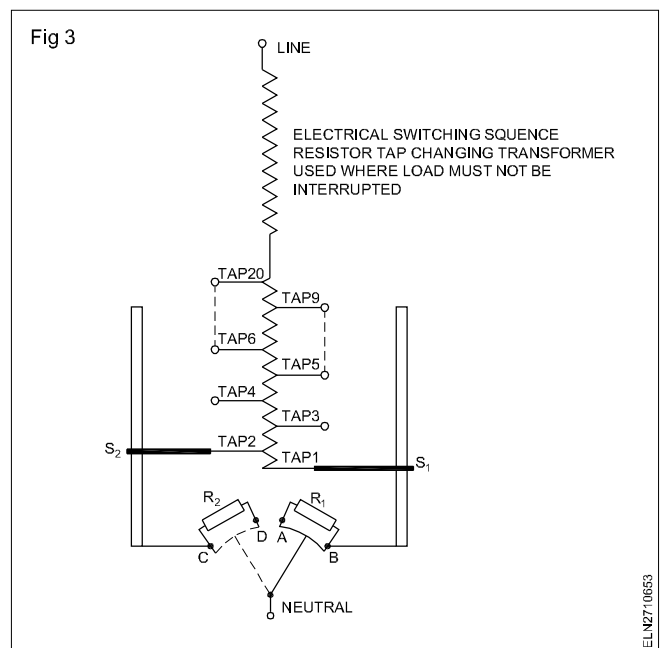 Fig 3
LINE
ELECTRICAL SWITCHING SQUENCE
RESISTOR TAP CHANGING TRANSFORMER
USED WHERE LOAD MUST NOT BE
INTERRUPTED
TAP20
TAP9
TAP6
TAP5
TAP4
TAP3
S2
TAP2
TAP1
S1
R2
R1
D
A
C
B
NEUTRAL
ELN2710653